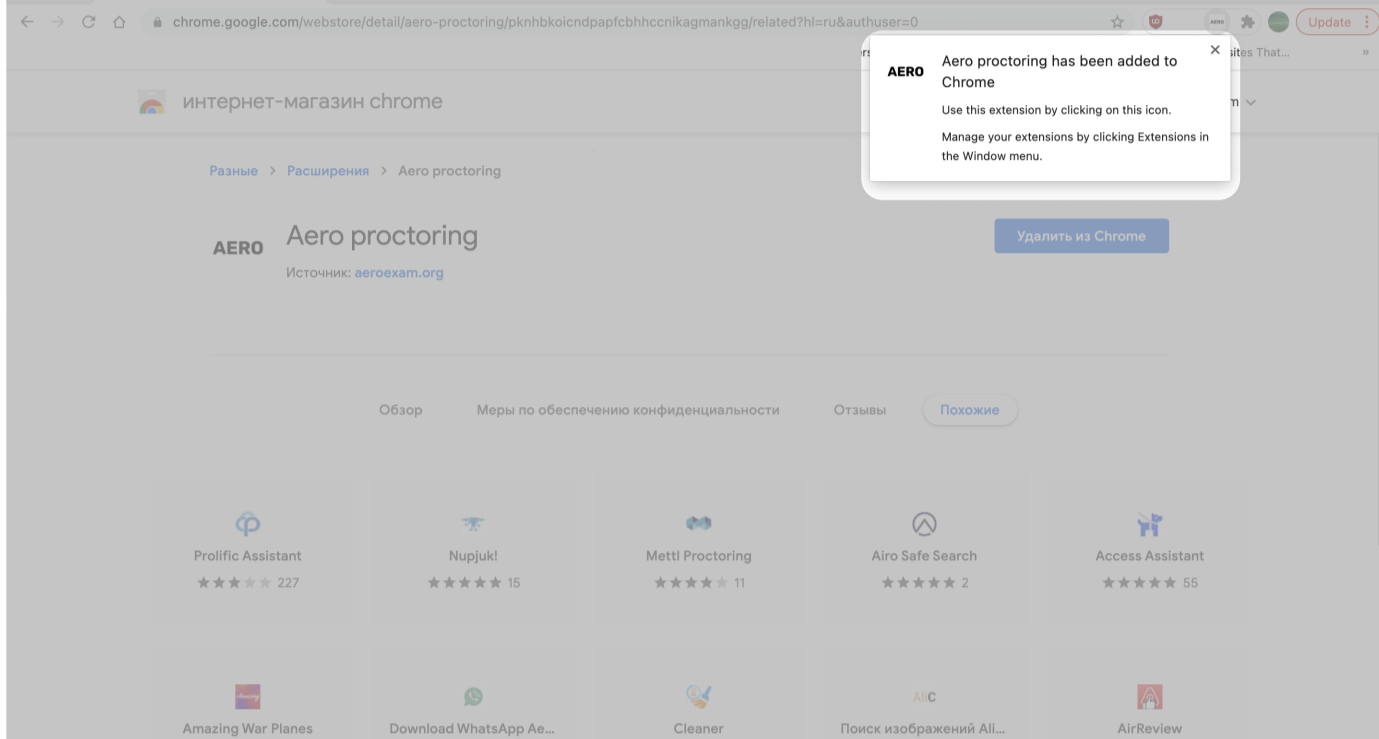 chrome.google.com/webstore/detail/aero-proctoring/pknhbkoicndpapfcbhhccnikagmankgg/related?hl=ru&authuser=0
AERO
Update
Aero proctoring has been added to
Chrome
AERO
Use this extension by clicking on this icon.
Manage your extensions by clicking Extensions in
the Window menu.
интернет-магазин chrome
Разные > Расширения > Aero proctoring
AERO
Aero proctoring
Источник: aeroexam.org
Удалить из Chrome
Обзор
Меры по обеспечению конфиденциальности
Отзывы
Похожие
Prolific Assistant
227
Nupjuk!
15
Mettl Proctoring
11
Airo Safe Search
2
Access Assistant
55
Amazing War Planes
Download WhatsApp Ae...
Cleaner
AliC
Поиск изображений Ali...
AirReview